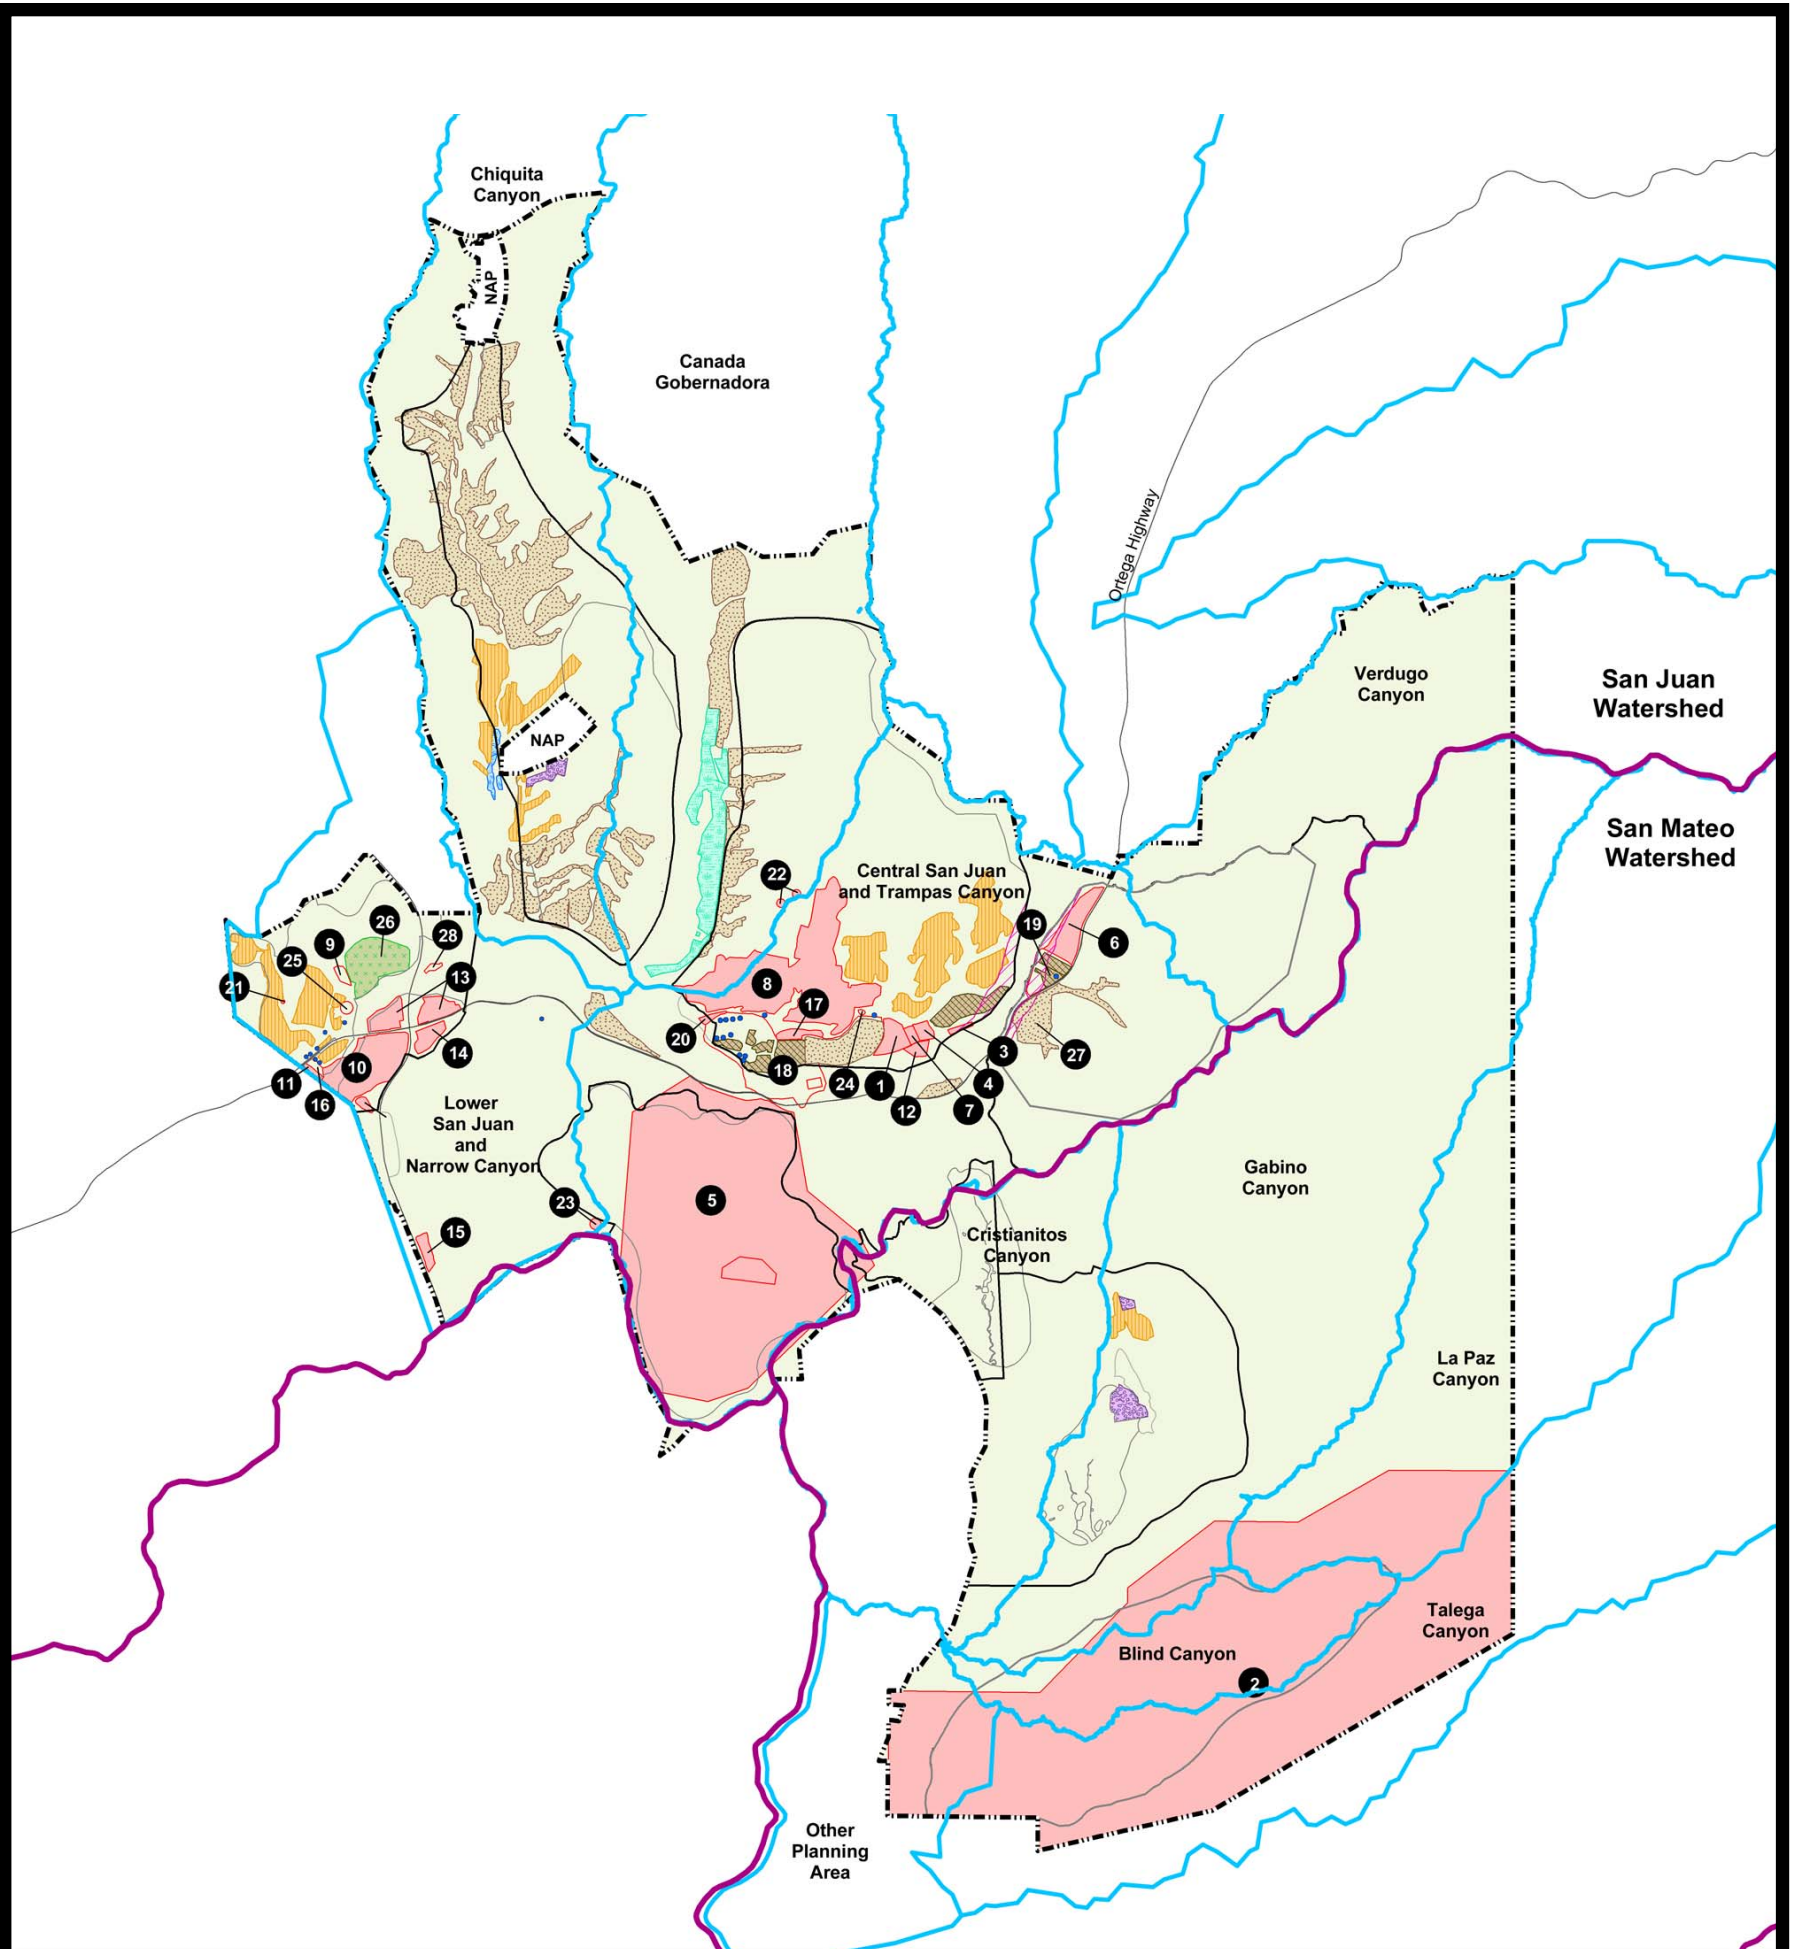 Chiquita
Canyon
NAP
Canada
Gobernadora
Ortega Highway
Verdugo
Canyon
San Juan
Watershed
NAP
San Mateo
Watershed
22
Central San Juan
and Trampas Canyon
26
19
9
28
6
25
13
21
8
17
20
14
3
27
10
18
11
24
1
4
16
12
7
Lower
San Juan
and
Narrow Canyon
Gabino
Canyon
23
5
15
Cristianitos
Canyon
La Paz
Canyon
Talega
Canyon
Blind Canyon
2
Other
Planning
Area